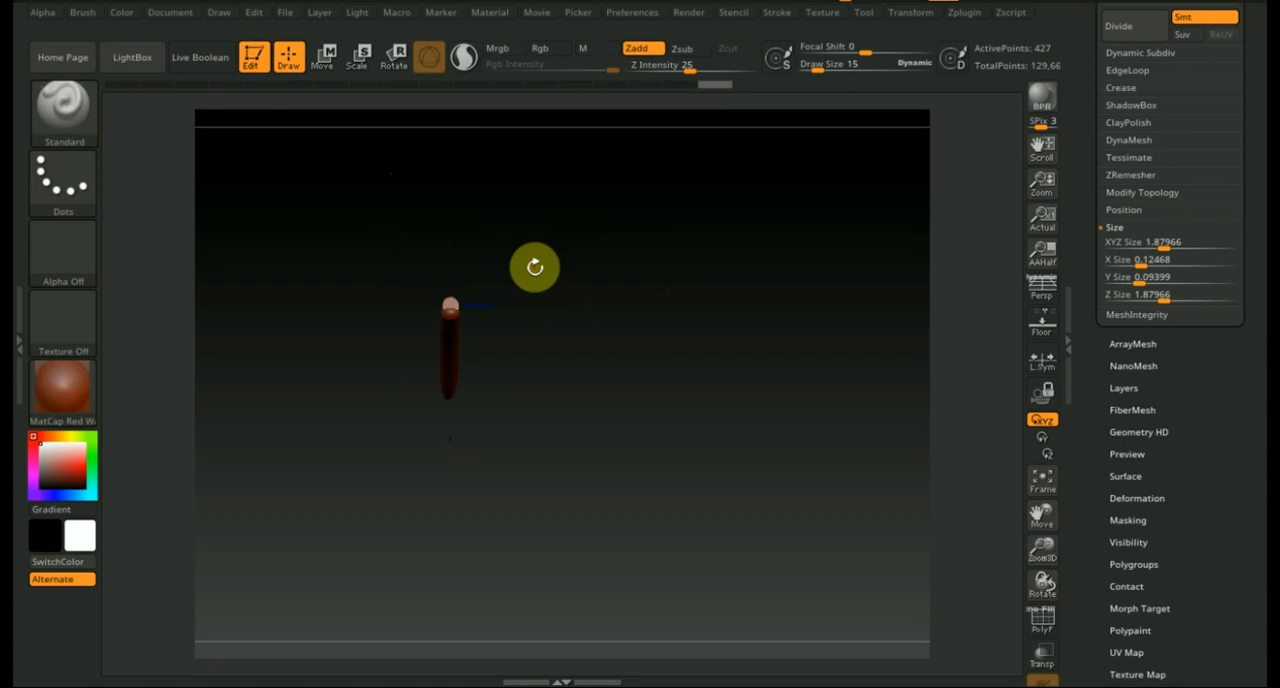 Alpha Brush Color Document Draw Edit File Layer Light Macro Marker Material Movie Picker Preferences Render Stencil Stroke Texture Tool Transform Zplugin Zscript
Home Page
LightBox
Live Boolean
Edit
Draw
Move
Scale
Rotate
Mrgb
Rgb
M
Rgb Intensity
Zadd
Zsub
Zcut
Z Intensity 25
S
Focal Shift 0
Draw Size 15
Dynamic
D
ActivePoints: 427
TotalPoints: 129,66
Standard
Dots
Alpha Off
Texture Off
MatCap Red W
Gradient
SwitchColor
Alternate
BPR
SPix 3
Scroll
Zoom
Actual
AAHalf
Dynamic
Persp
Floor
L.Sym
XYZ
Y
Z
Frame
Move
Zoom3D
Rotate
PolyF
Transp
Divide
Smt
Suv
ReUV
Dynamic Subdiv
EdgeLoop
Crease
ShadowBox
ClayPolish
DynaMesh
Tessimate
ZRemesher
Modify Topology
Position
Size
XYZ Size 1.87966
X Size 0.12468
Y Size 0.09399
Z Size 1.87966
MeshIntegrity
ArrayMesh
NanoMesh
Layers
FiberMesh
Geometry HD
Preview
Surface
Deformation
Masking
Visibility
Polygroups
Contact
Morph Target
Polypaint
UV Map
Texture Map